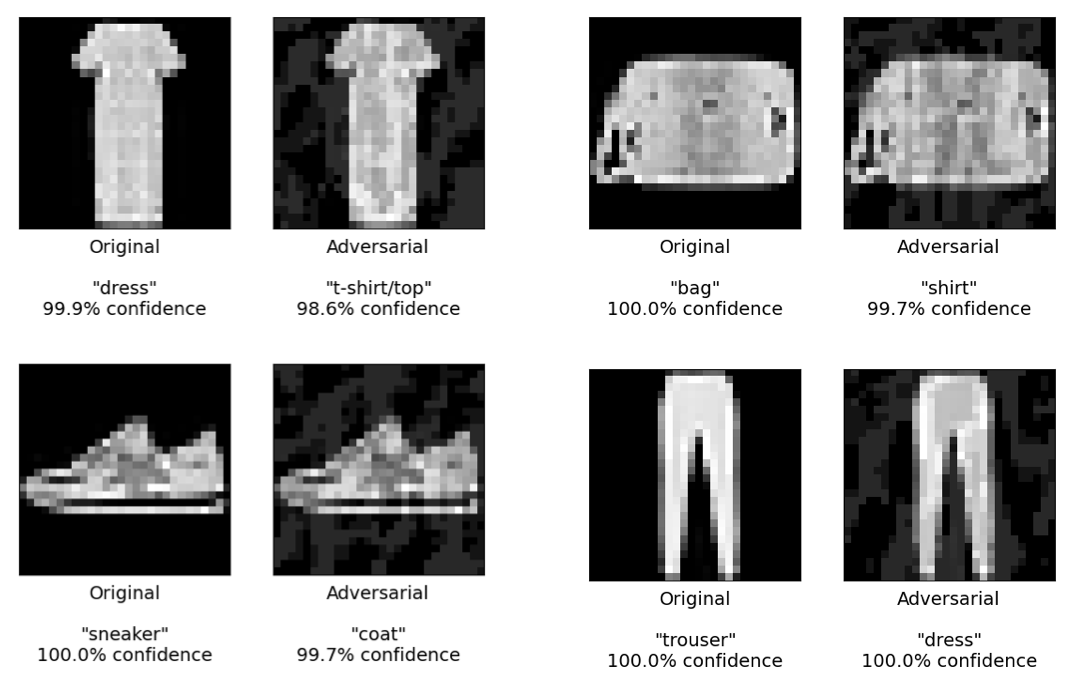 Original
Adversarial
"dress"
99.9% confidence
"t-shirt/top"
98.6% confidence
Original
Adversarial
"bag"
100.0% confidence
"shirt"
99.7% confidence
Original
Adversarial
"sneaker"
100.0% confidence
"coat"
99.7% confidence
Original
Adversarial
"trouser"
100.0% confidence
"dress"
100.0% confidence